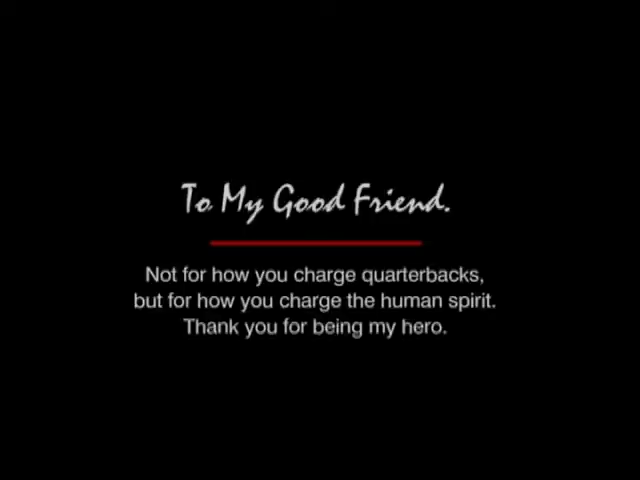 To My Good Friend.
Not for how you charge quarterbacks,
but for how you charge the human spirit.
Thank you for being my hero.